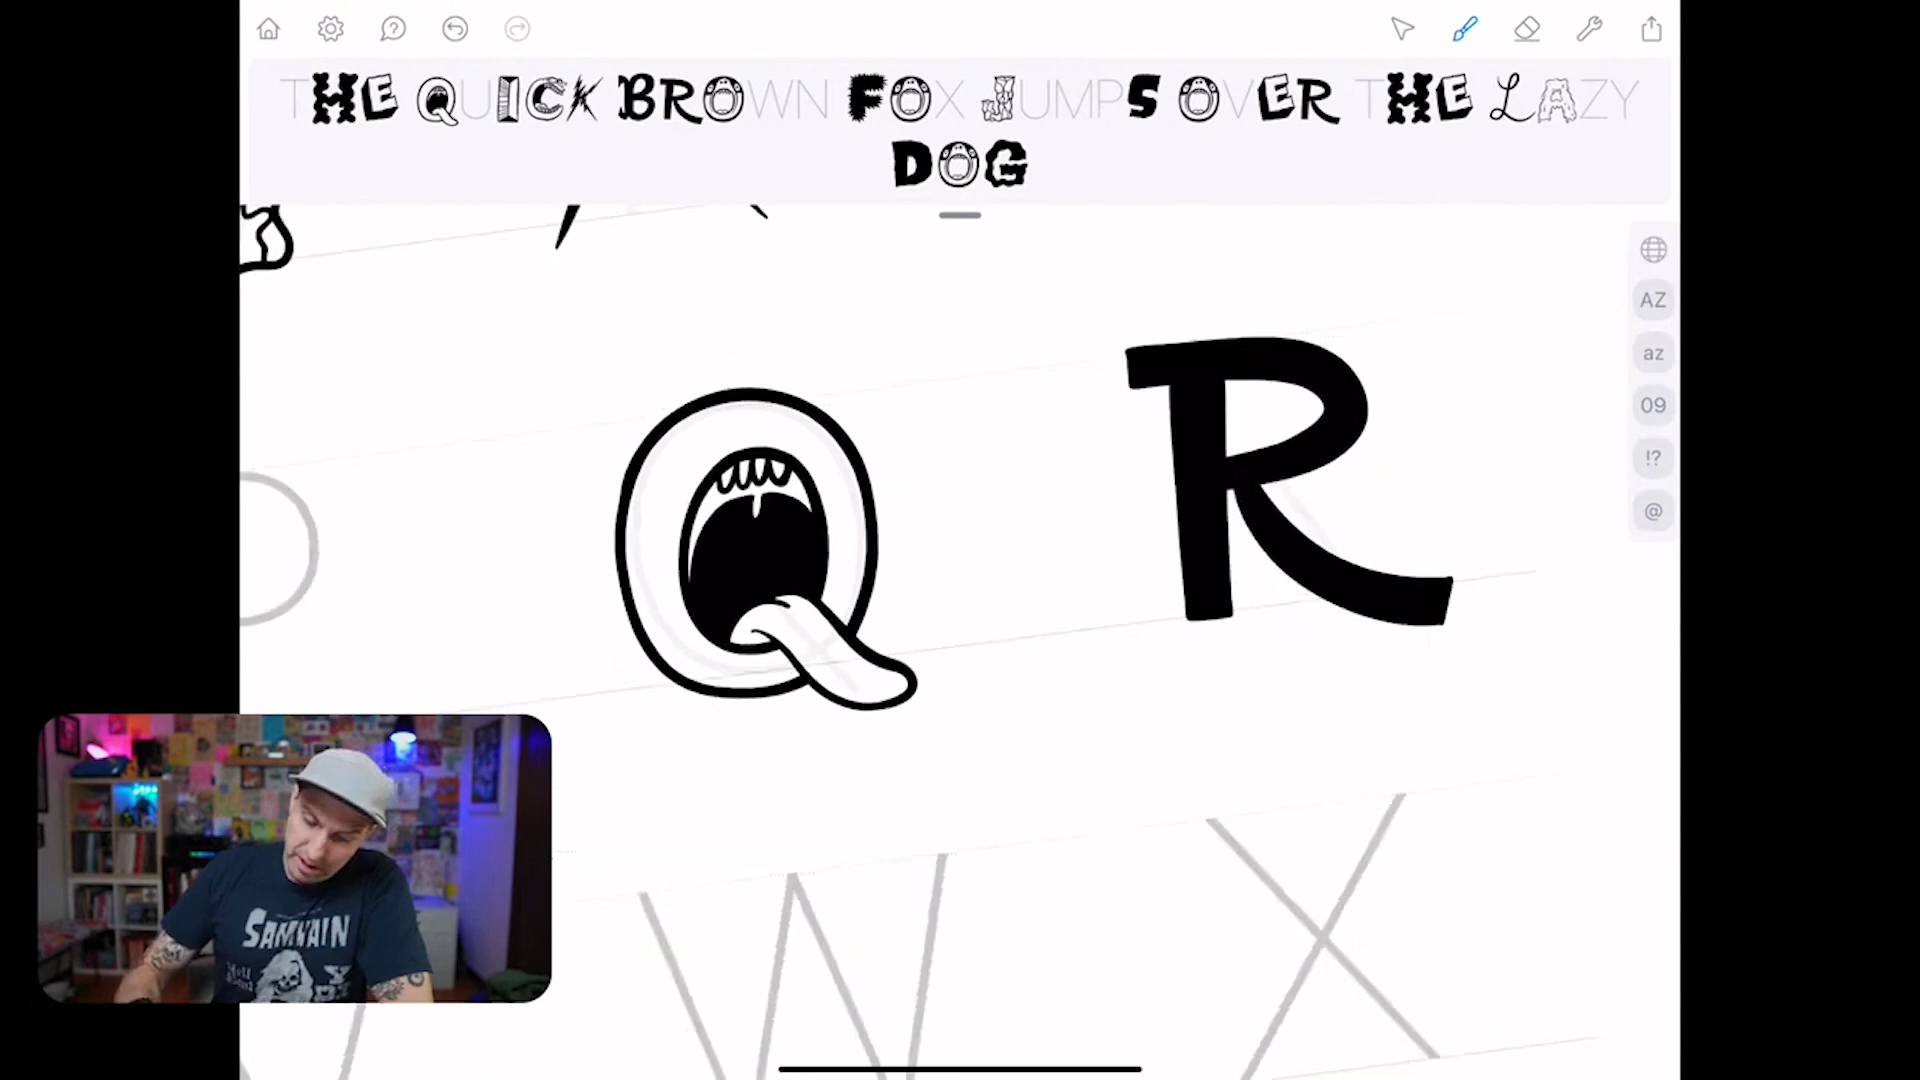 THE QUICK BROWN FOX JUMPS OVER THE LAZY
DOG
AZ
az
09
!?
@
Q R
W X
SAMHAIN